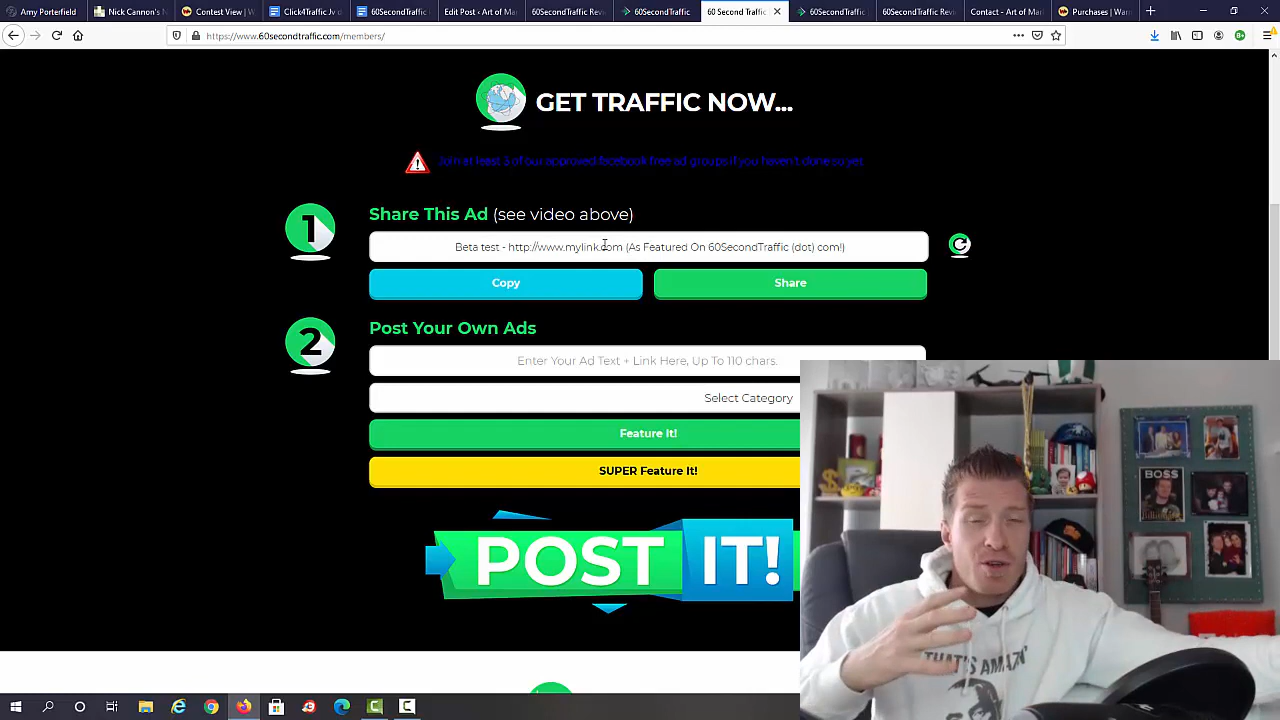 Amy Porterfield
Nick Cannon's N
Contest View | W
Click4Traffic Jv d
60SecondTraffic
Edit Post ‹ Art of Ma
60SecondTraffic Rev
60SecondTraffic
60 Second Traffic
60SecondTraffic
60SecondTraffic Revi
Contact - Art of Mark
Purchases | Warr
https://www.60secondtraffic.com/members/
GET TRAFFIC NOW...
Join at least 3 of our approved facebook free ad groups if you haven't done so yet
1
Share This Ad (see video above)
Beta test - http://www.mylink.com (As Featured On 60SecondTraffic (dot) com!)
Copy
Share
2
Post Your Own Ads
Enter Your Ad Text + Link Here, Up To 110 chars.
Select Category
Feature It!
SUPER Feature It!
POST IT!
BOSS
THAT'S AMAZIN'